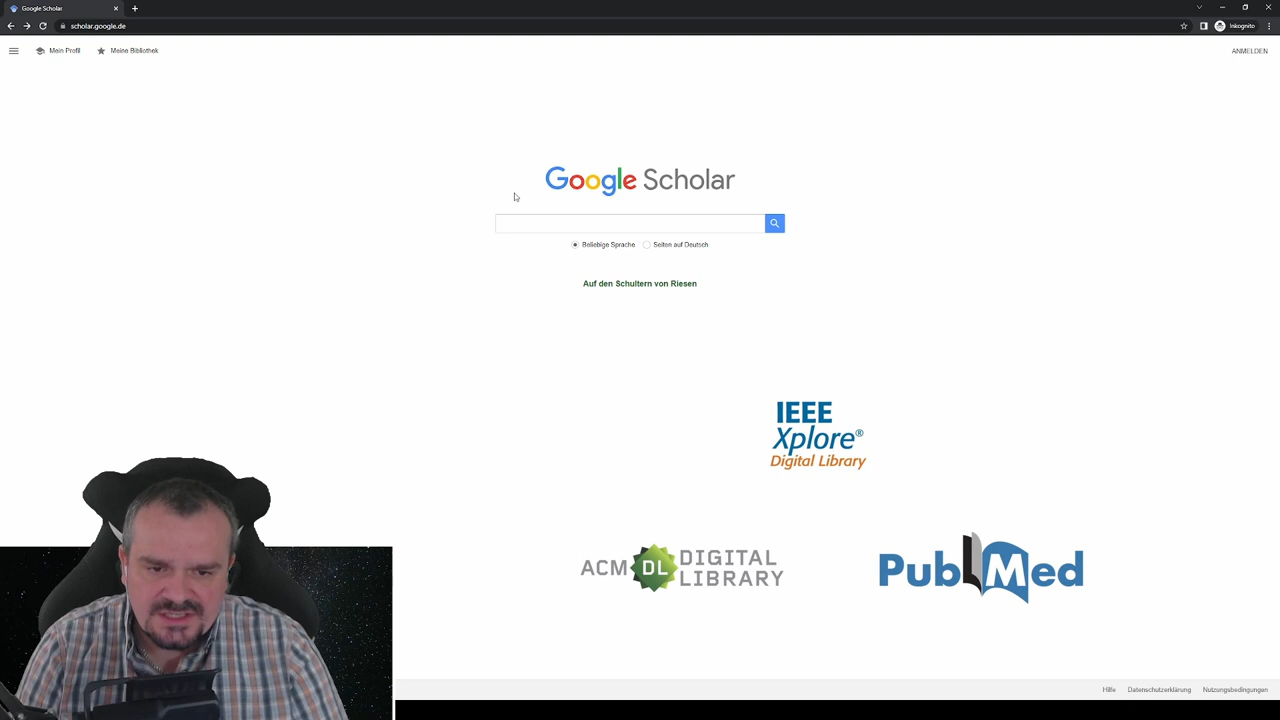 Google Scholar
scholar.google.de
Inkognito
Mein Profil
Meine Bibliothek
ANMELDEN
Google Scholar
Beliebige Sprache
Seiten auf Deutsch
Auf den Schultern von Riesen
IEEE
Xplore®
Digital Library
ACM DL DIGITAL
LIBRARY
PubMed
Hilfe
Datenschutzerklärung
Nutzungsbedingungen